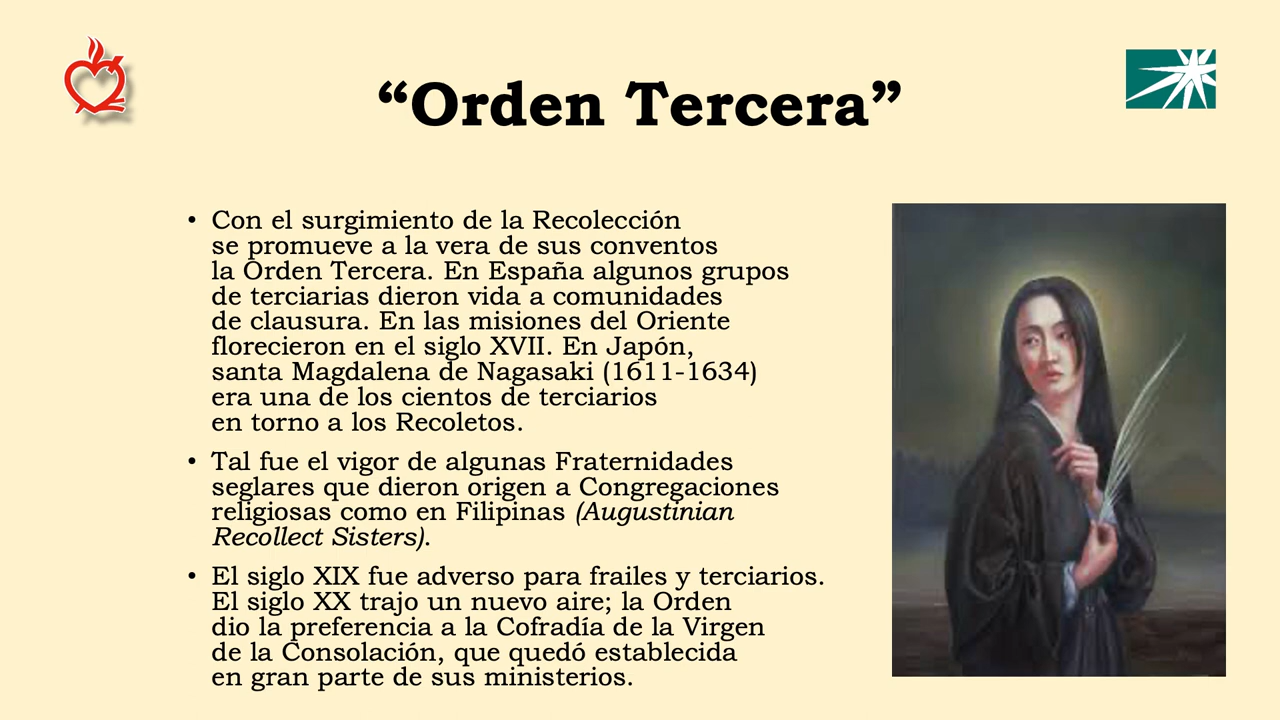 “Orden Tercera”
• Con el surgimiento de la Recolección
se promueve a la vera de sus conventos
la Orden Tercera. En España algunos grupos
de terciarias dieron vida a comunidades
de clausura. En las misiones del Oriente
florecieron en el siglo XVII. En Japón,
santa Magdalena de Nagasaki (1611-1634)
era una de los cientos de terciarios
en torno a los Recoletos.
• Tal fue el vigor de algunas Fraternidades
seglares que dieron origen a Congregaciones
religiosas como en Filipinas (Augustinian
Recollect Sisters).
• El siglo XIX fue adverso para frailes y terciarios.
El siglo XX trajo un nuevo aire; la Orden
dio la preferencia a la Cofradía de la Virgen
de la Consolación, que quedó establecida
en gran parte de sus ministerios.